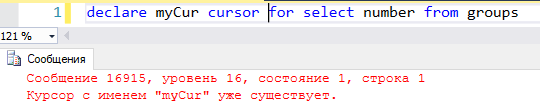 1 declare myCur cursor for select number from groups
121 %
Сообщения
Сообщение 16915, уровень 16, состояние 1, строка 1
Курсор с именем "myCur" уже существует.